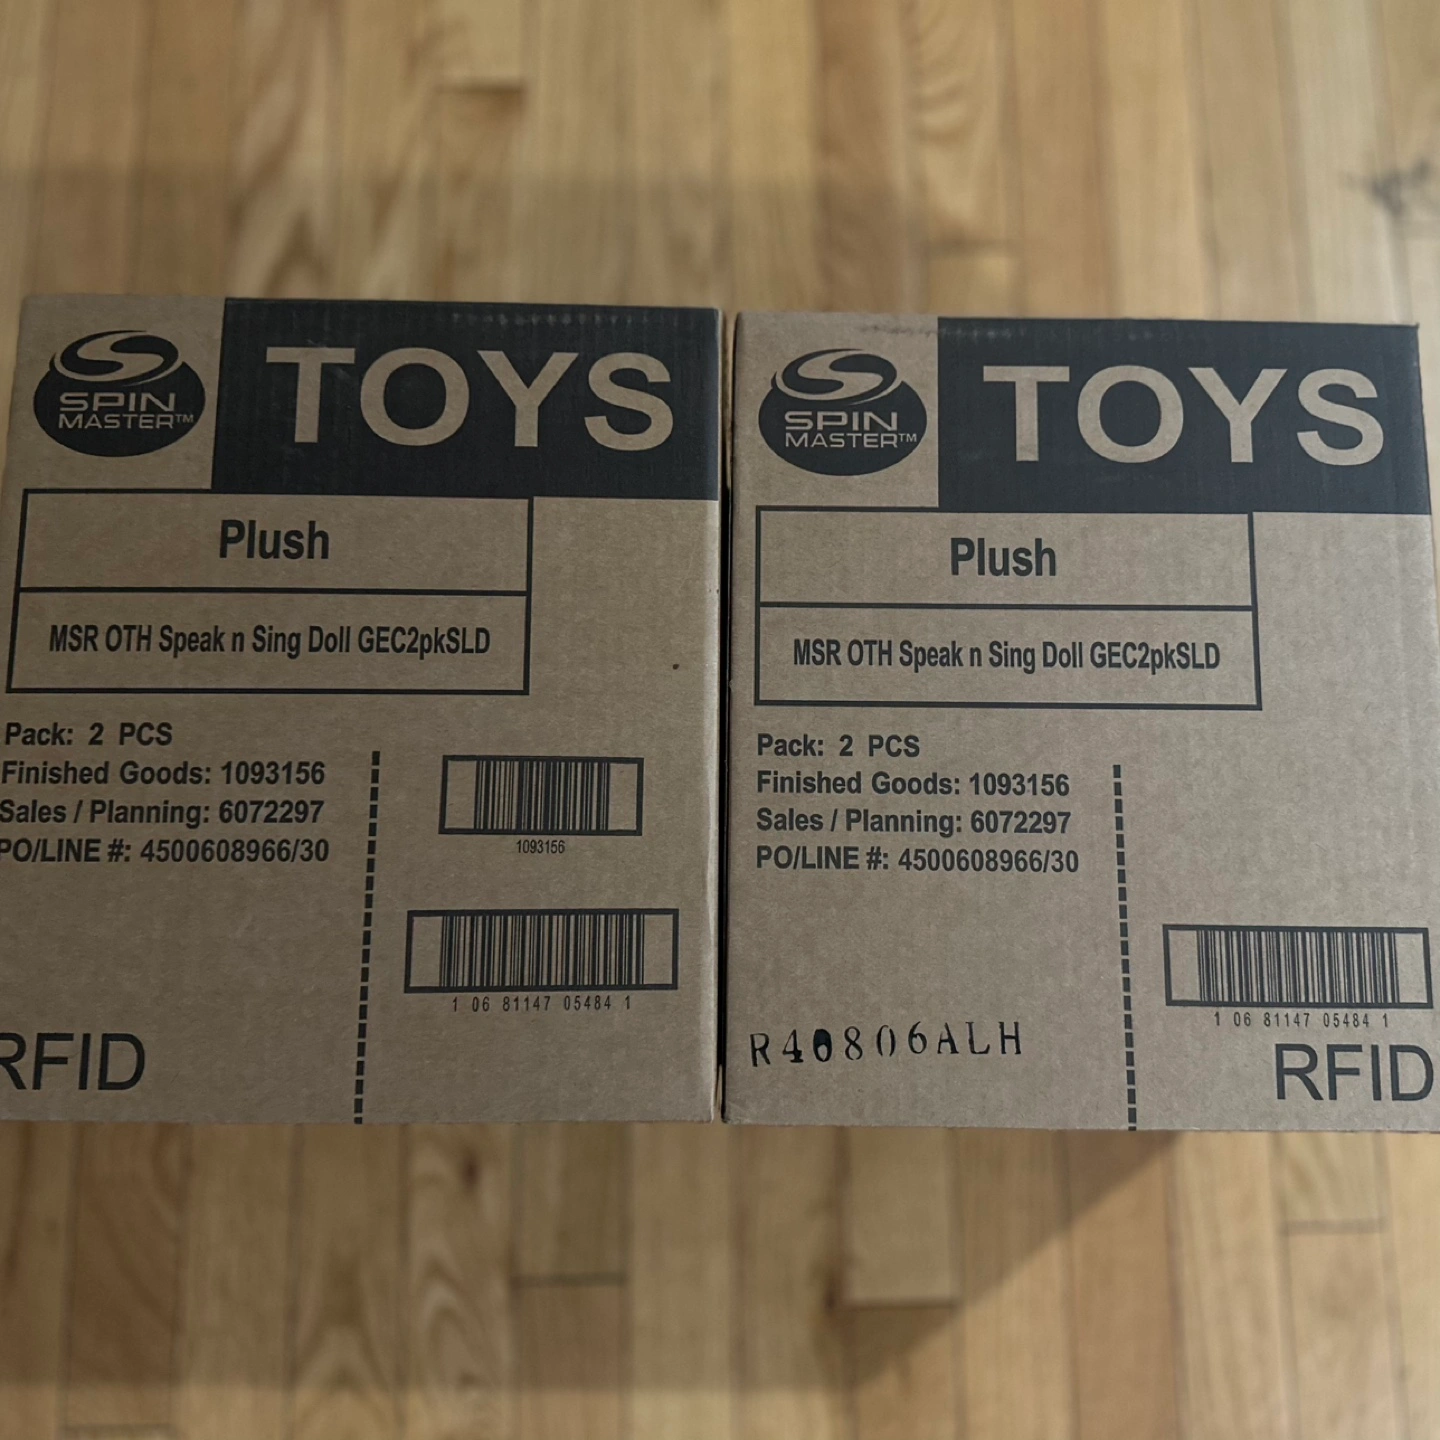 SPIN
MASTER™
TOYS
Plush
MSR OTH Speak n Sing Doll GEC2pkSLD
Pack: 2 PCS
Finished Goods: 1093156
Sales / Planning: 6072297
PO/LINE #: 4500608966/30
1093156
1 06 81147 05484 1
RFID
SPIN
MASTER™
TOYS
Plush
MSR OTH Speak n Sing Doll GEC2pkSLD
Pack: 2 PCS
Finished Goods: 1093156
Sales / Planning: 6072297
PO/LINE #: 4500608966/30
1 06 81147 05484 1
R40806ALH
RFID